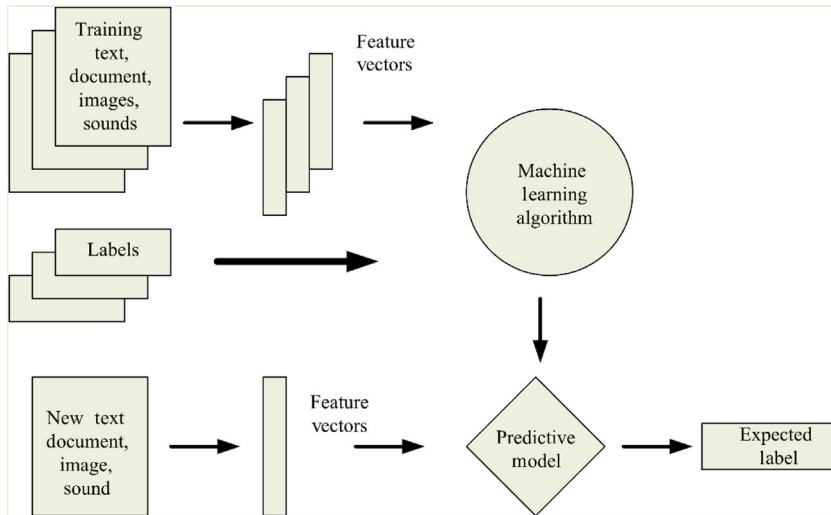 Training
text,
document,
images,
sounds
Feature
vectors
Machine
learning
algorithm
Labels
New text
document,
image,
sound
Feature
vectors
Predictive
model
Expected
label